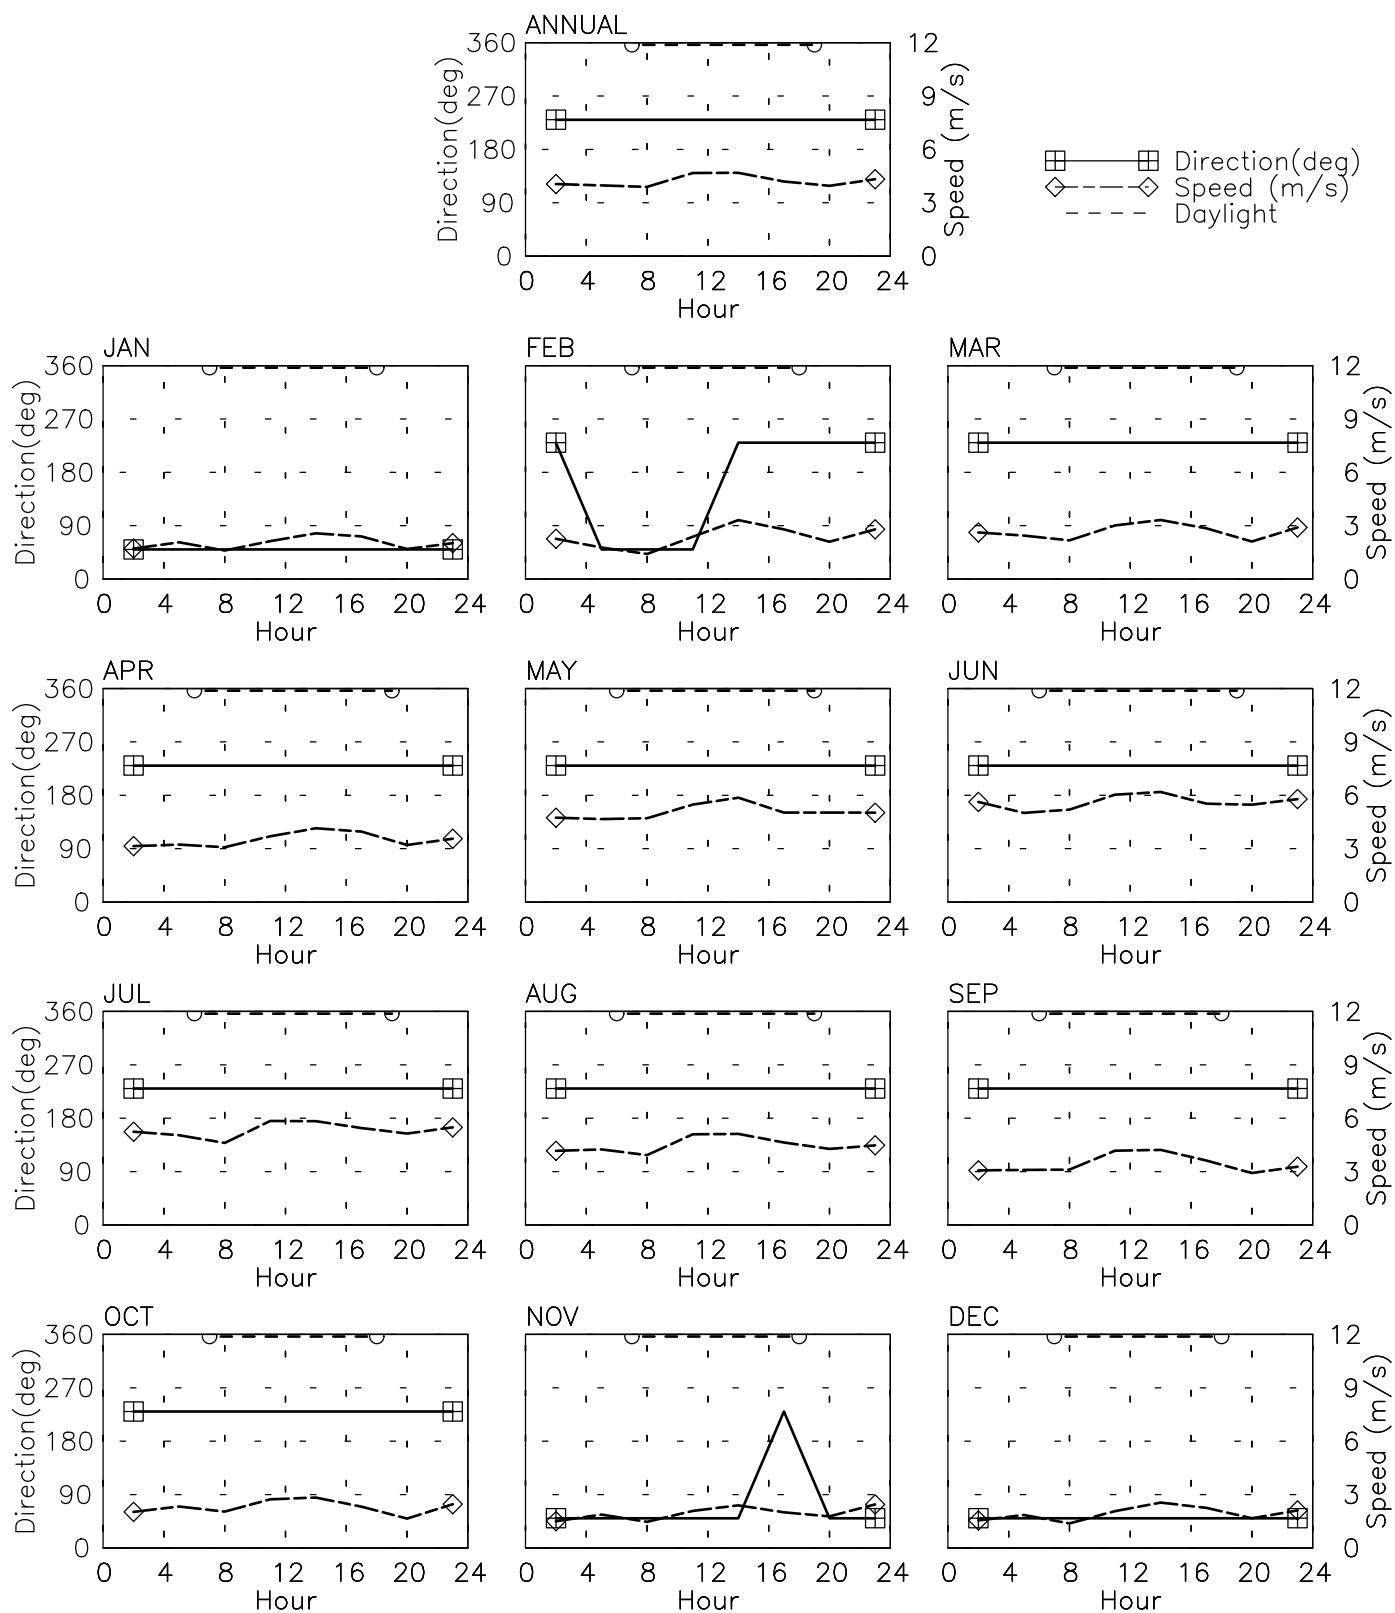 ANNUAL
360
270
180
90
0
Direction(deg)
12
9
6
3
0
Speed (m/s)
0 4 8 12 16 20 24
Hour
Direction(deg)
Speed (m/s)
Daylight
JAN
360
270
180
90
0
Direction(deg)
0 4 8 12 16 20 24
Hour
FEB
0 4 8 12 16 20 24
Hour
MAR
12
9
6
3
0
Speed (m/s)
0 4 8 12 16 20 24
Hour
APR
360
270
180
90
0
Direction(deg)
0 4 8 12 16 20 24
Hour
MAY
0 4 8 12 16 20 24
Hour
JUN
12
9
6
3
0
Speed (m/s)
0 4 8 12 16 20 24
Hour
JUL
360
270
180
90
0
Direction(deg)
0 4 8 12 16 20 24
Hour
AUG
0 4 8 12 16 20 24
Hour
SEP
12
9
6
3
0
Speed (m/s)
0 4 8 12 16 20 24
Hour
OCT
360
270
180
90
0
Direction(deg)
0 4 8 12 16 20 24
Hour
NOV
0 4 8 12 16 20 24
Hour
DEC
12
9
6
3
0
Speed (m/s)
0 4 8 12 16 20 24
Hour